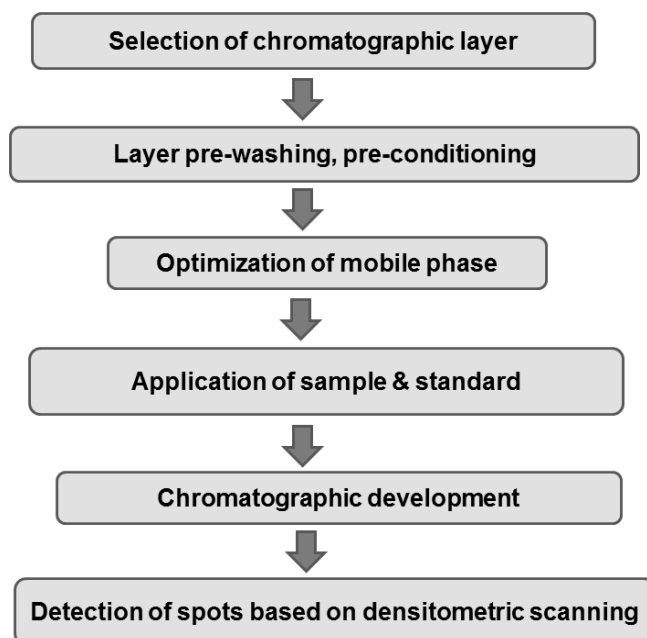 Selection of chromatographic layer
Layer pre-washing, pre-conditioning
Optimization of mobile phase
Application of sample & standard
Chromatographic development
Detection of spots based on densitometric scanning